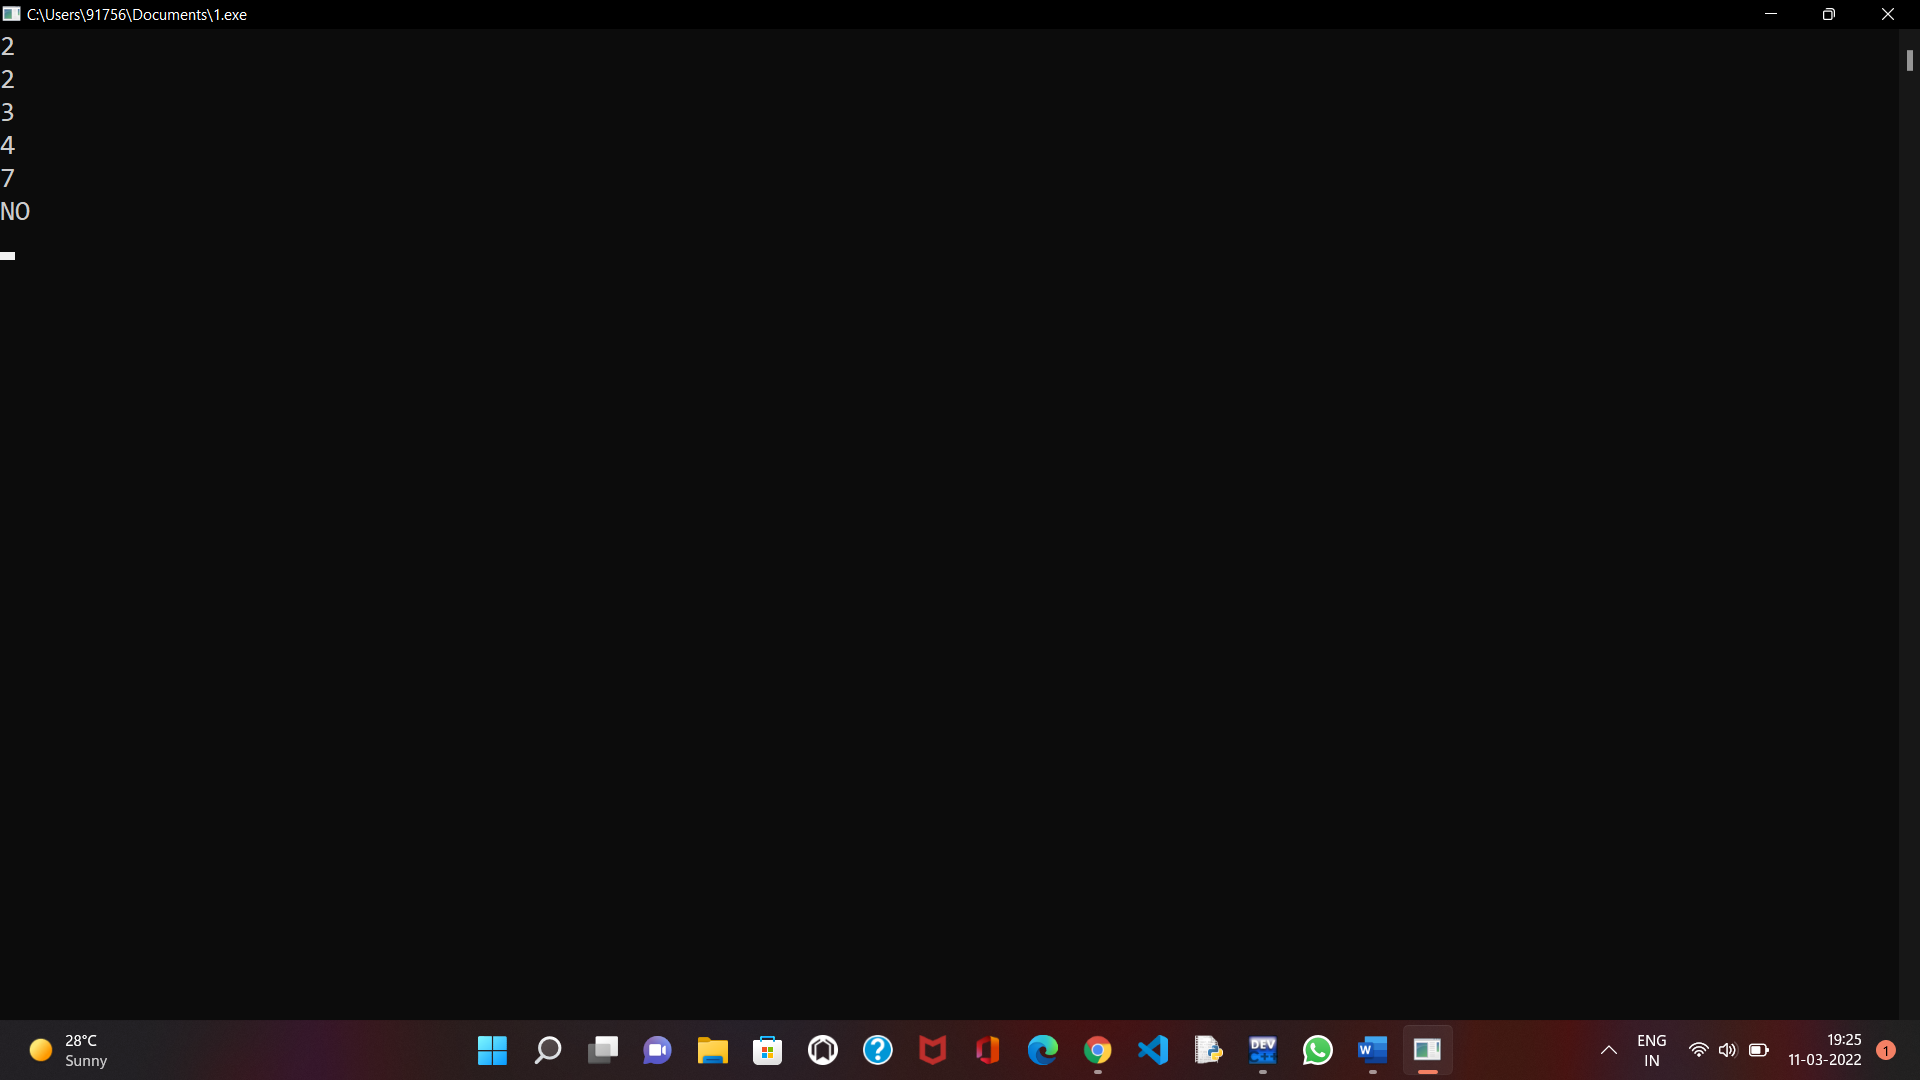 C:\Users\91756\Documents\1.exe
2
2
3
4
7
NO
28°C
Sunny
DEV
C++
W
ENG
IN
19:25
11-03-2022
1